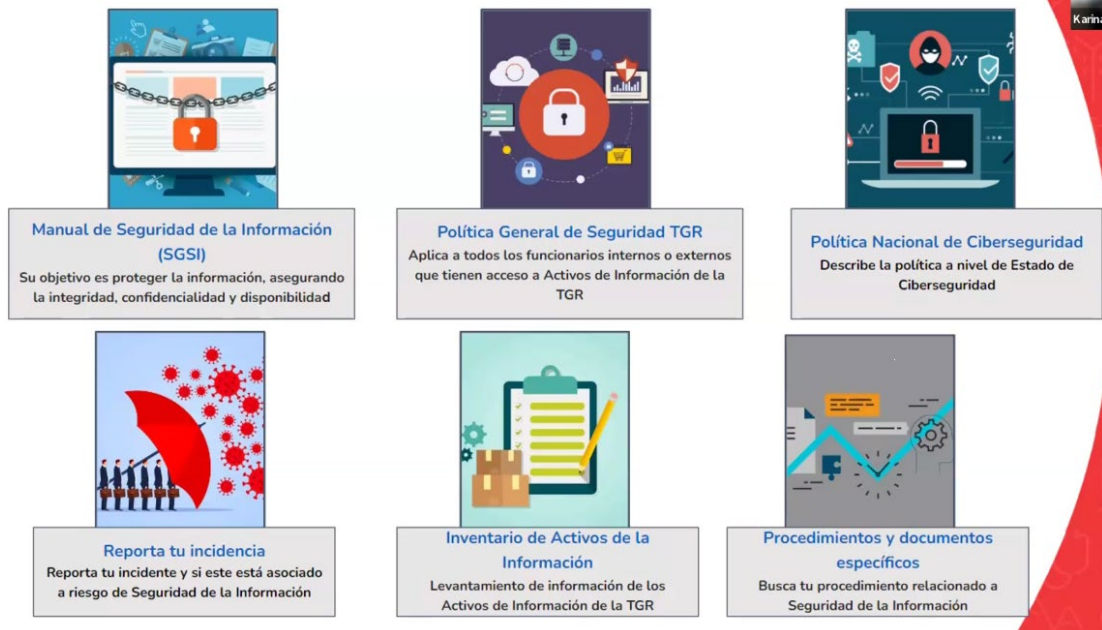 Karina
Manual de Seguridad de la Información
(SGSI)
Su objetivo es proteger la información, asegurando
la integridad, confidencialidad y disponibilidad
Política General de Seguridad TGR
Aplica a todos los funcionarios internos o externos
que tienen acceso a Activos de Información de la
TGR
Política Nacional de Ciberseguridad
Describe la política a nivel de Estado de
Ciberseguridad
Reporta tu incidencia
Reporta tu incidente y si este está asociado
a riesgo de Seguridad de la Información
Inventario de Activos de la
Información
Levantamiento de información de los
Activos de Información de la TGR
Procedimientos y documentos
específicos
Busca tu procedimiento relacionado a
Seguridad de la Información